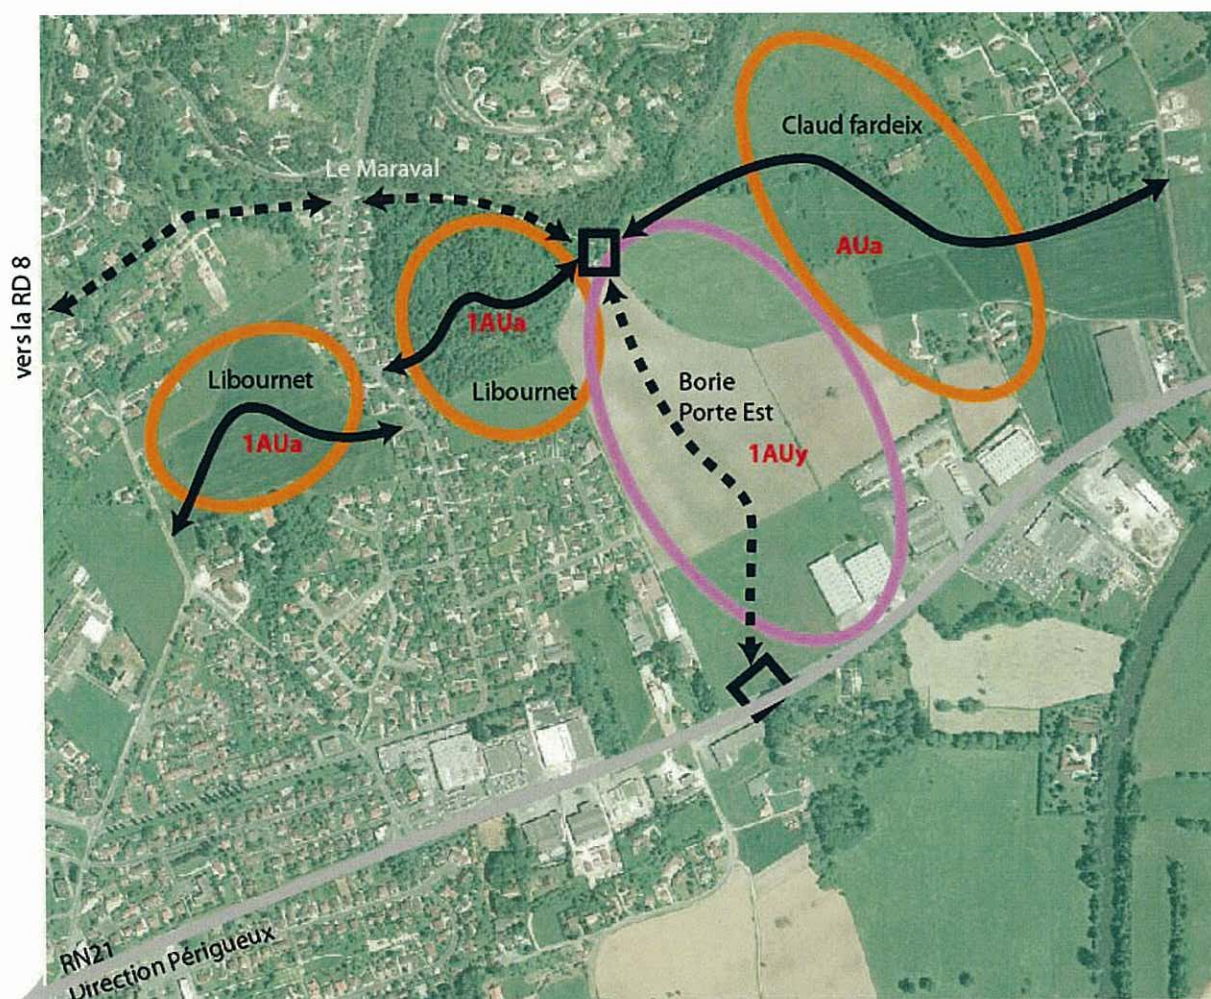 Claud fardeix
Le Maraval
AUa
vers la RD 8
1AUa
Libournet
Libournet
1AUa
Borie
Porte Est
1AUy
RN21
Direction Périgueux